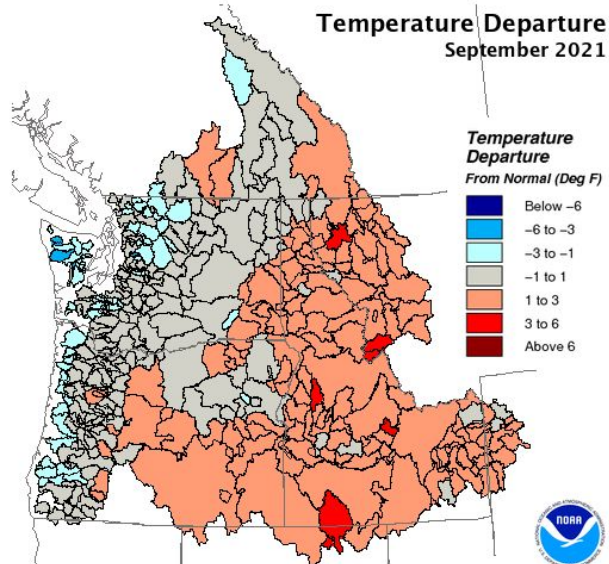 Temperature Departure
September 2021
Temperature
Departure
From Normal (Deg F)
Below −6
−6 to −3
−3 to −1
−1 to 1
1 to 3
3 to 6
Above 6
NOAA